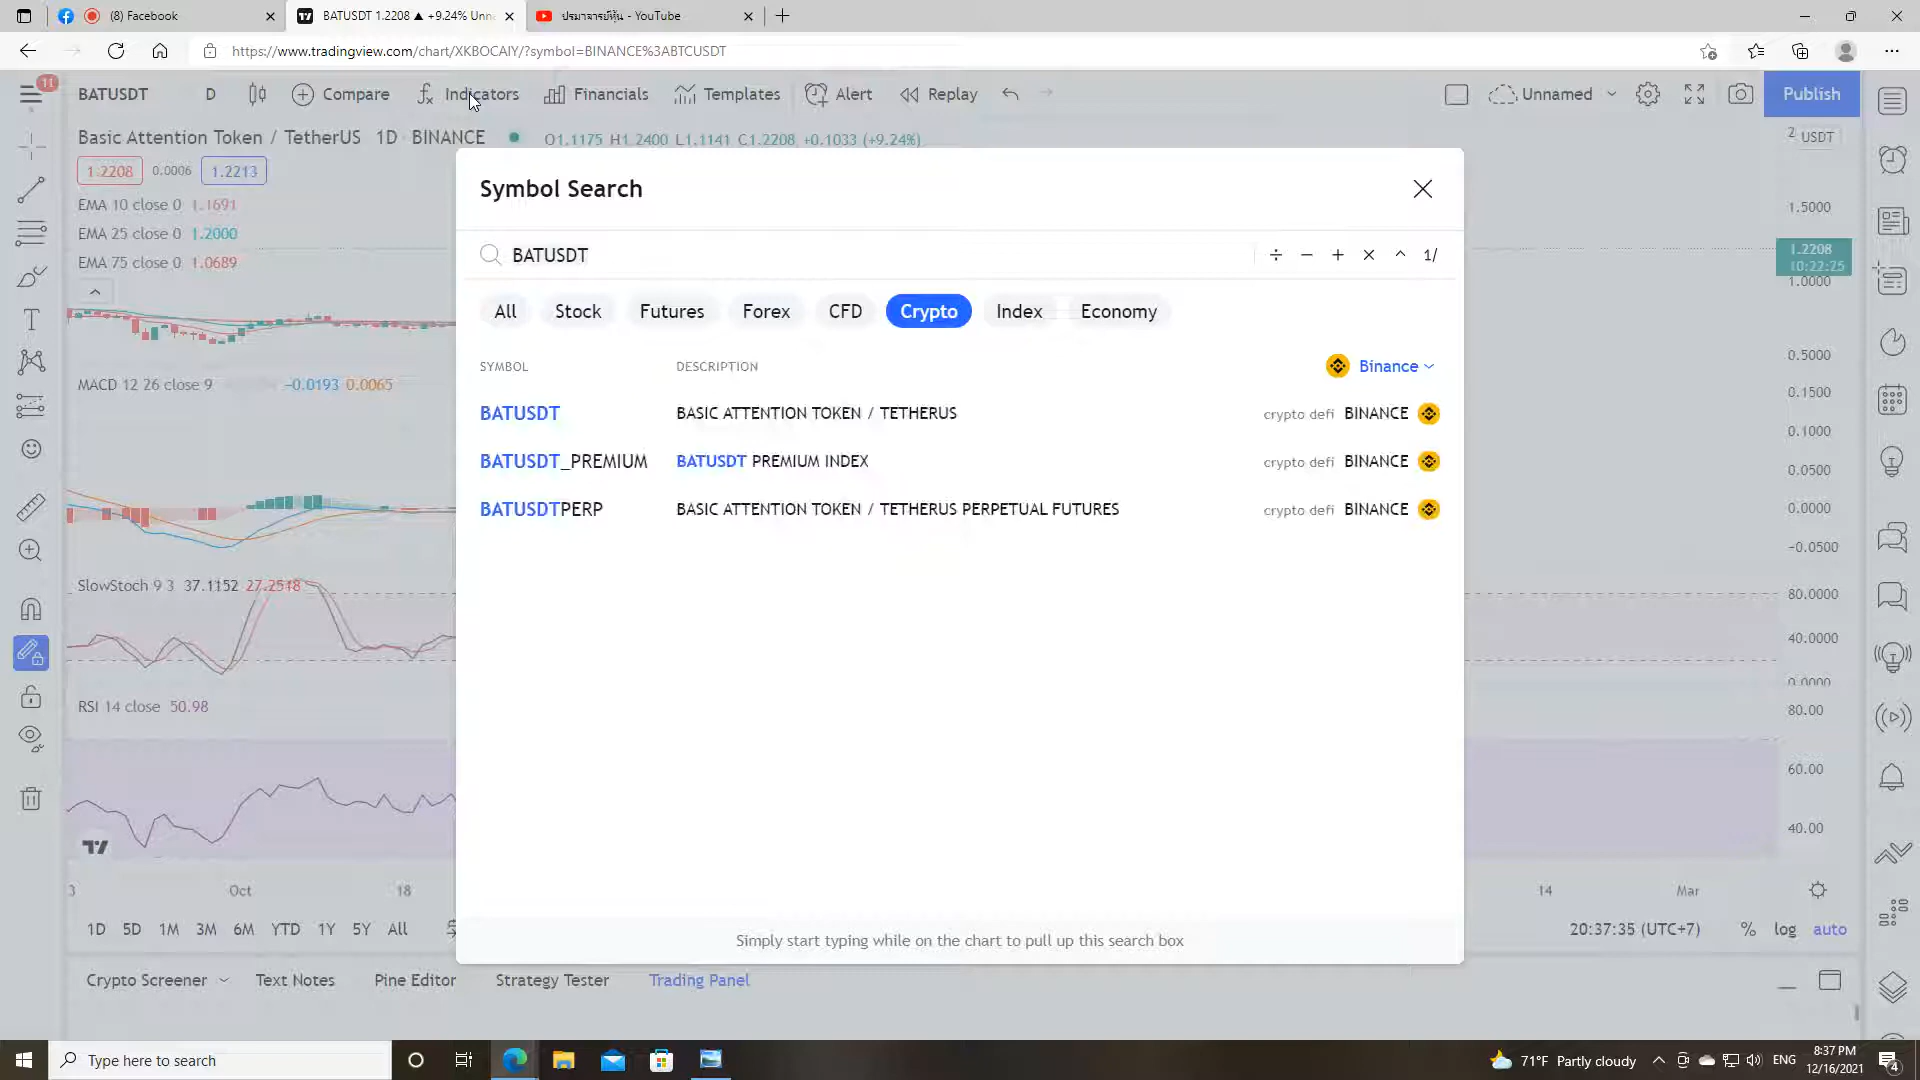 (8) Facebook
BATUSDT 1.2208 ▲ +9.24% Unn
ปรมาจารย์หุ้น - YouTube
https://www.tradingview.com/chart/XKBOCAIY/?symbol=BINANCE%3ABTCUSDT
11
BATUSDT D Compare Indicators Financials Templates Alert Replay Unnamed Publish
Basic Attention Token / TetherUS 1D BINANCE O1.1175 H1.2400 L1.1141 C1.2208 +0.1033 (+9.24%)
2 USDT
1.2208 0.0006 1.2213
EMA 10 close 0 1.1691
EMA 25 close 0 1.2000
EMA 75 close 0 1.0689
MACD 12 26 close 9 −0.0193 0.0065
SlowStoch 9 3 37.1152 27.2548
RSI 14 close 50.98
Symbol Search
BATUSDT
÷ − + × ^ 1/
All Stock Futures Forex CFD Crypto Index Economy
SYMBOL DESCRIPTION Binance
BATUSDT BASIC ATTENTION TOKEN / TETHERUS crypto defi BINANCE
BATUSDT_PREMIUM BATUSDT PREMIUM INDEX crypto defi BINANCE
BATUSDTPERP BASIC ATTENTION TOKEN / TETHERUS PERPETUAL FUTURES crypto defi BINANCE
Simply start typing while on the chart to pull up this search box
1.5000
1.2208
10:22:25
1.0000
0.5000
0.1500
0.1000
0.0500
0.0000
−0.0500
80.0000
40.0000
0.0000
80.00
60.00
40.00
3 Oct 18 14 Mar
1D 5D 1M 3M 6M YTD 1Y 5Y All
20:37:35 (UTC+7) % log auto
Crypto Screener Text Notes Pine Editor Strategy Tester Trading Panel
Type here to search
71°F Partly cloudy
ENG
8:37 PM
12/16/2021
4